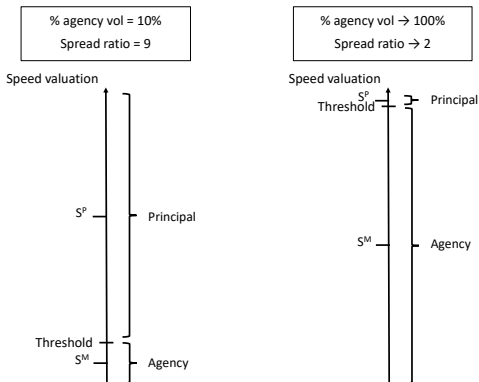 % agency vol = 10%
Spread ratio = 9
Speed valuation
Sᴾ
Principal
Threshold
Sᴹ
Agency
% agency vol → 100%
Spread ratio → 2
Speed valuation
Sᴾ
Principal
Threshold
Sᴹ
Agency